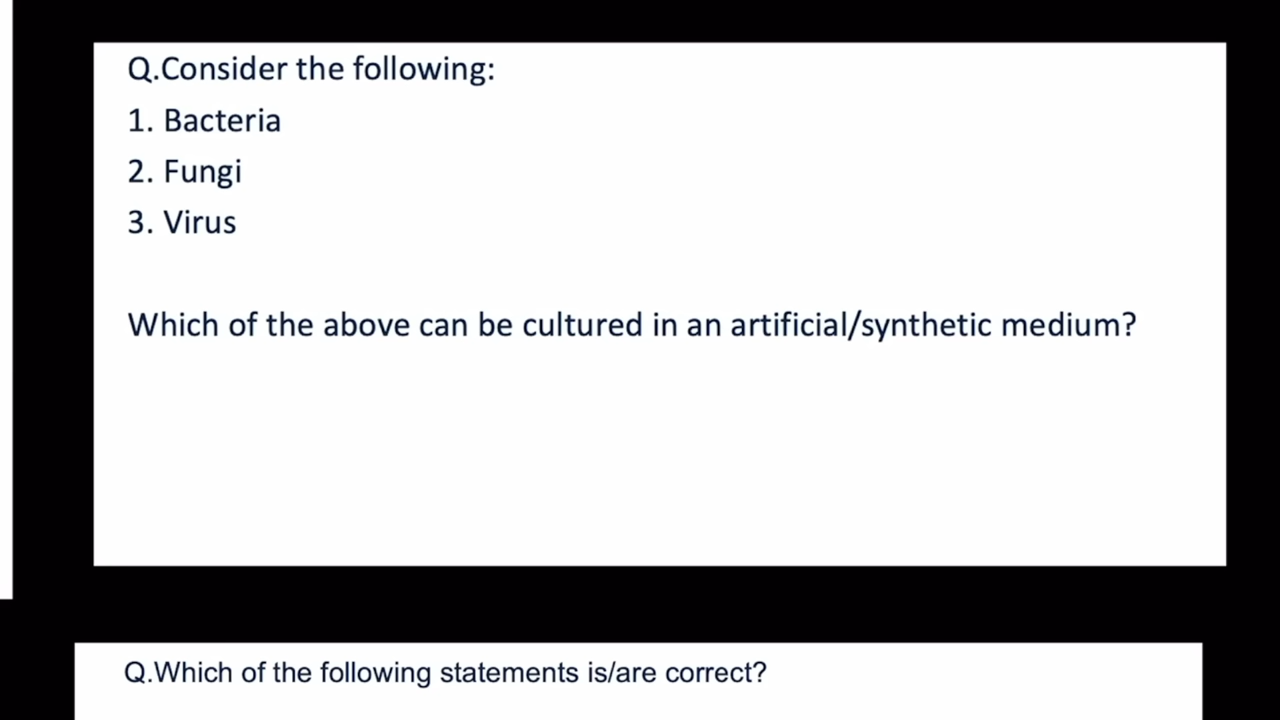 Q.Consider the following:
1. Bacteria
2. Fungi
3. Virus
Which of the above can be cultured in an artificial/synthetic medium?
Q.Which of the following statements is/are correct?